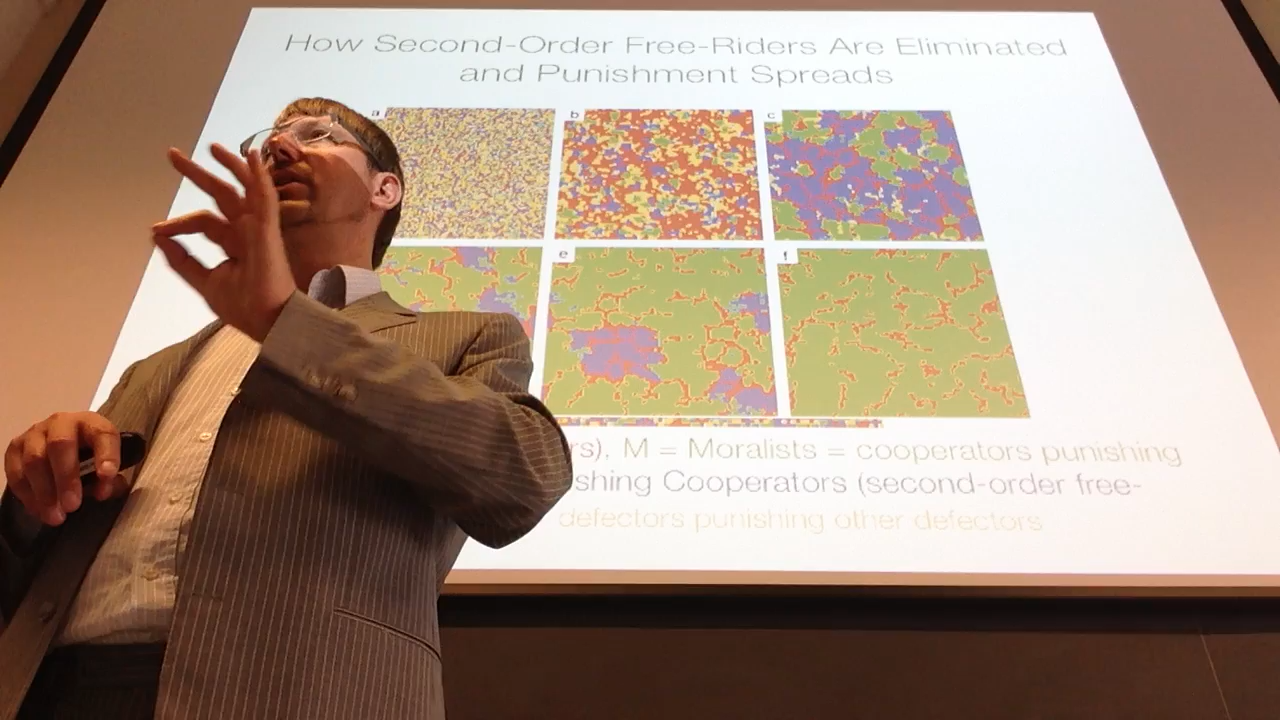 How Second-Order Free-Riders Are Eliminated
and Punishment Spreads
a b c
e f
rs), M = Moralists = cooperators punishing
shing Cooperators (second-order free-
defectors punishing other defectors